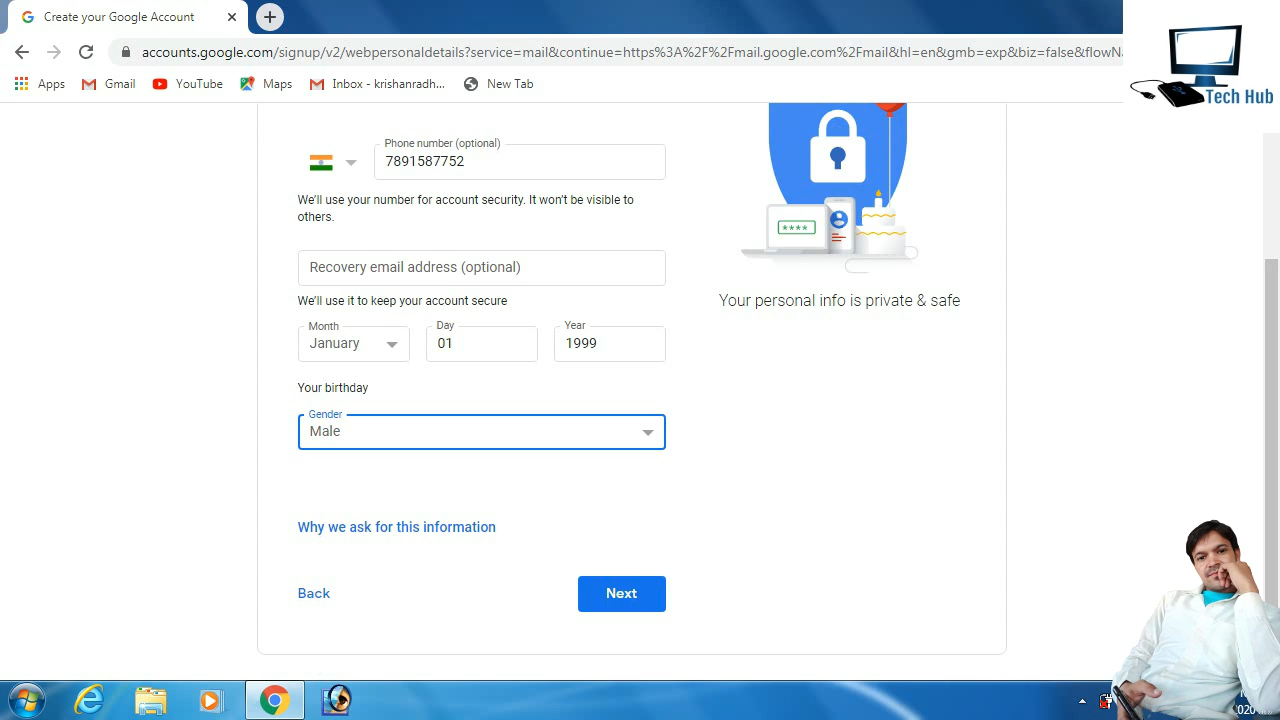 Create your Google Account
accounts.google.com/signup/v2/webpersonaldetails?service=mail&continue=https%3A%2F%2Fmail.google.com%2Fmail&hl=en&gmb=exp&biz=false&flowN
Apps Gmail YouTube Maps Inbox - krishanradh... New Tab
Tech Hub
Phone number (optional)
7891587752
We'll use your number for account security. It won't be visible to
others.
****
Recovery email address (optional)
We'll use it to keep your account secure
Your personal info is private & safe
Month Day Year
January 01 1999
Your birthday
Gender
Male
Why we ask for this information
Back Next